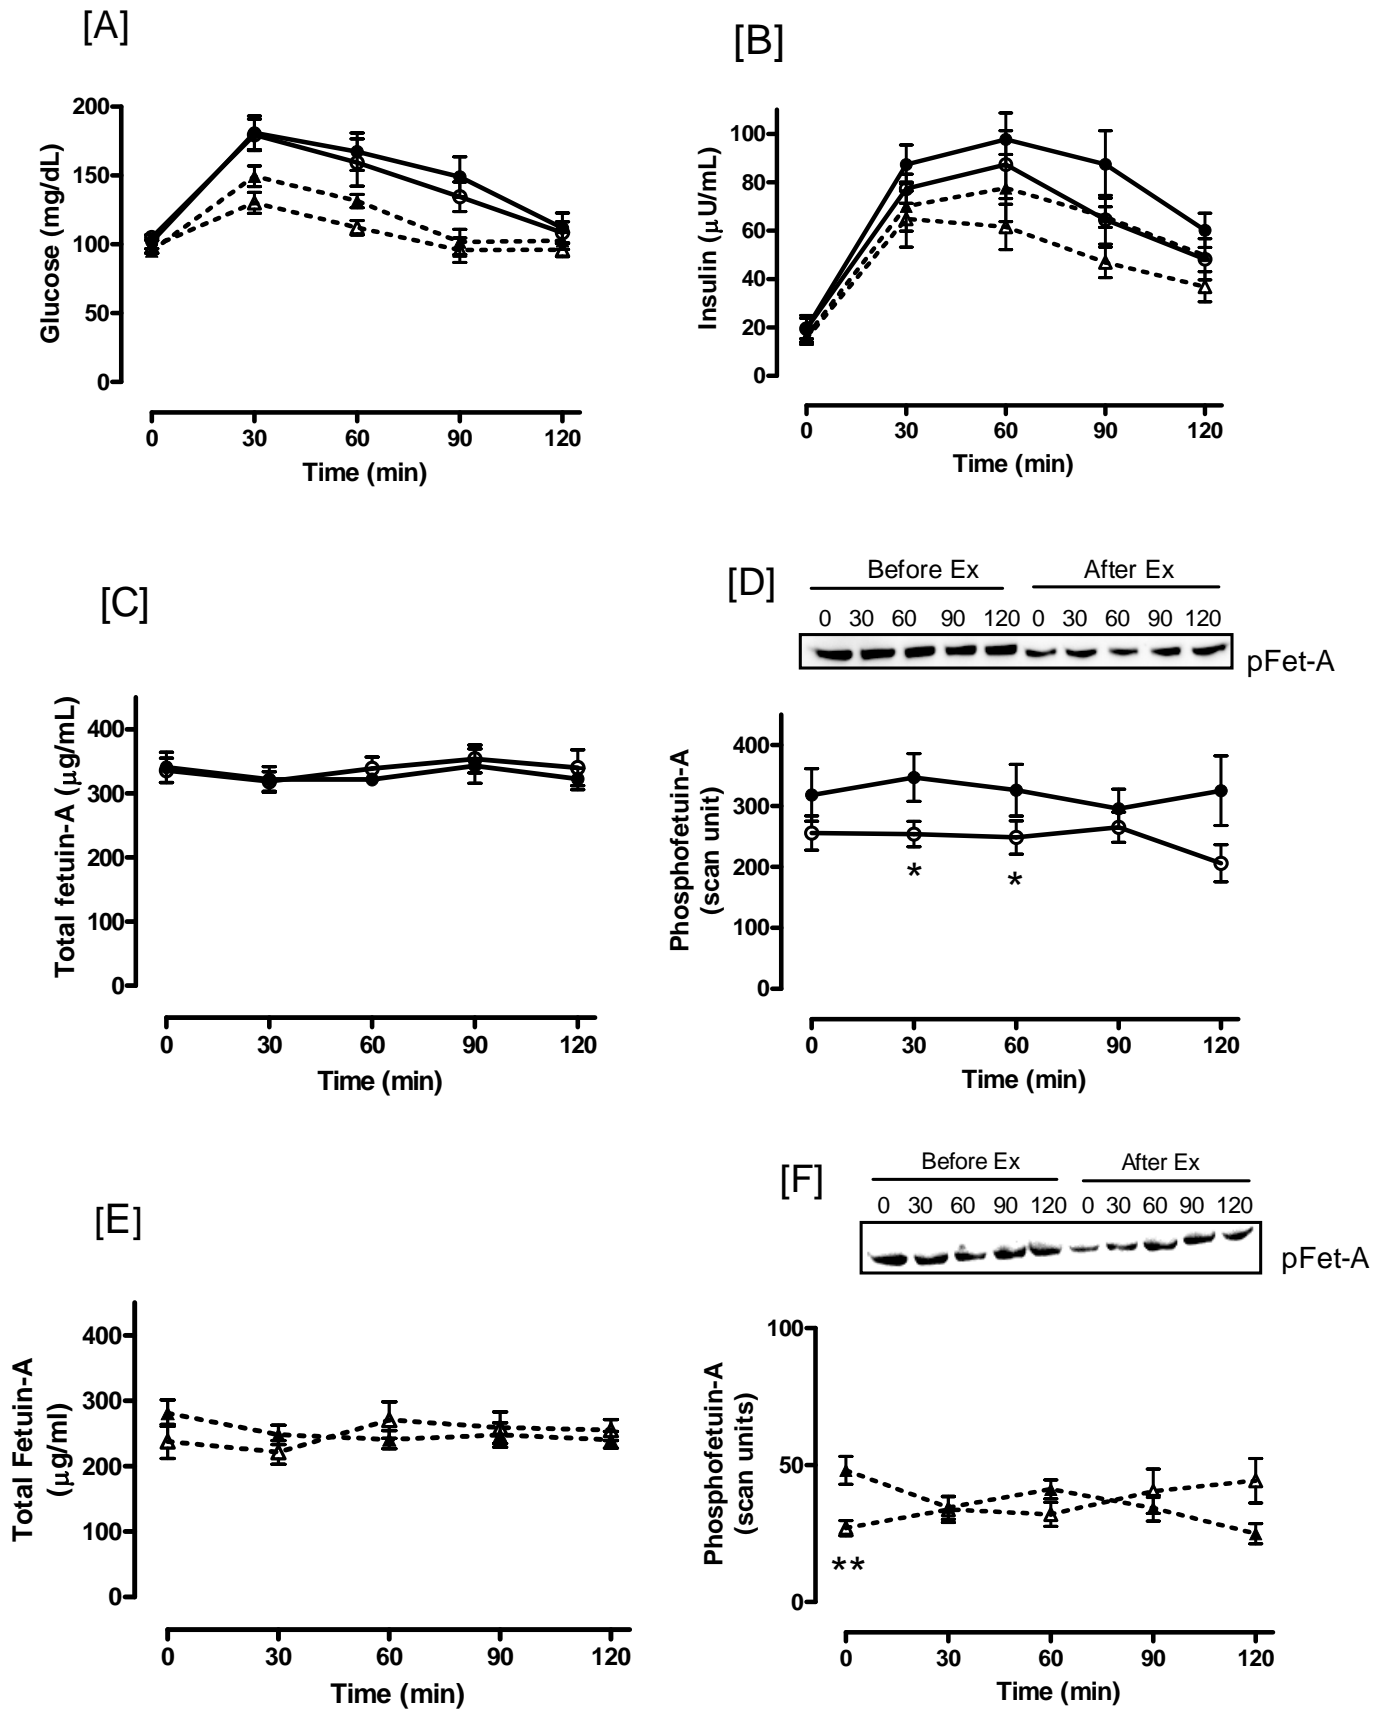 [A]
200
150
100
50
0
Glucose (mg/dL)
0 30 60 90 120
Time (min)
[B]
100
80
60
40
20
0
Insulin (μU/mL)
0 30 60 90 120
Time (min)
[C]
400
300
200
100
0
Total fetuin-A (μg/mL)
0 30 60 90 120
Time (min)
[D]
Before Ex After Ex
0 30 60 90 120 0 30 60 90 120
pFet-A
400
300
200
100
0
Phosphofetuin-A
(scan unit)
* *
0 30 60 90 120
Time (min)
[E]
400
300
200
100
0
Total Fetuin-A
(μg/ml)
0 30 60 90 120
Time (min)
[F]
Before Ex After Ex
0 30 60 90 120 0 30 60 90 120
pFet-A
100
50
0
Phosphofetuin-A
(scan units)
**
0 30 60 90 120
Time (min)